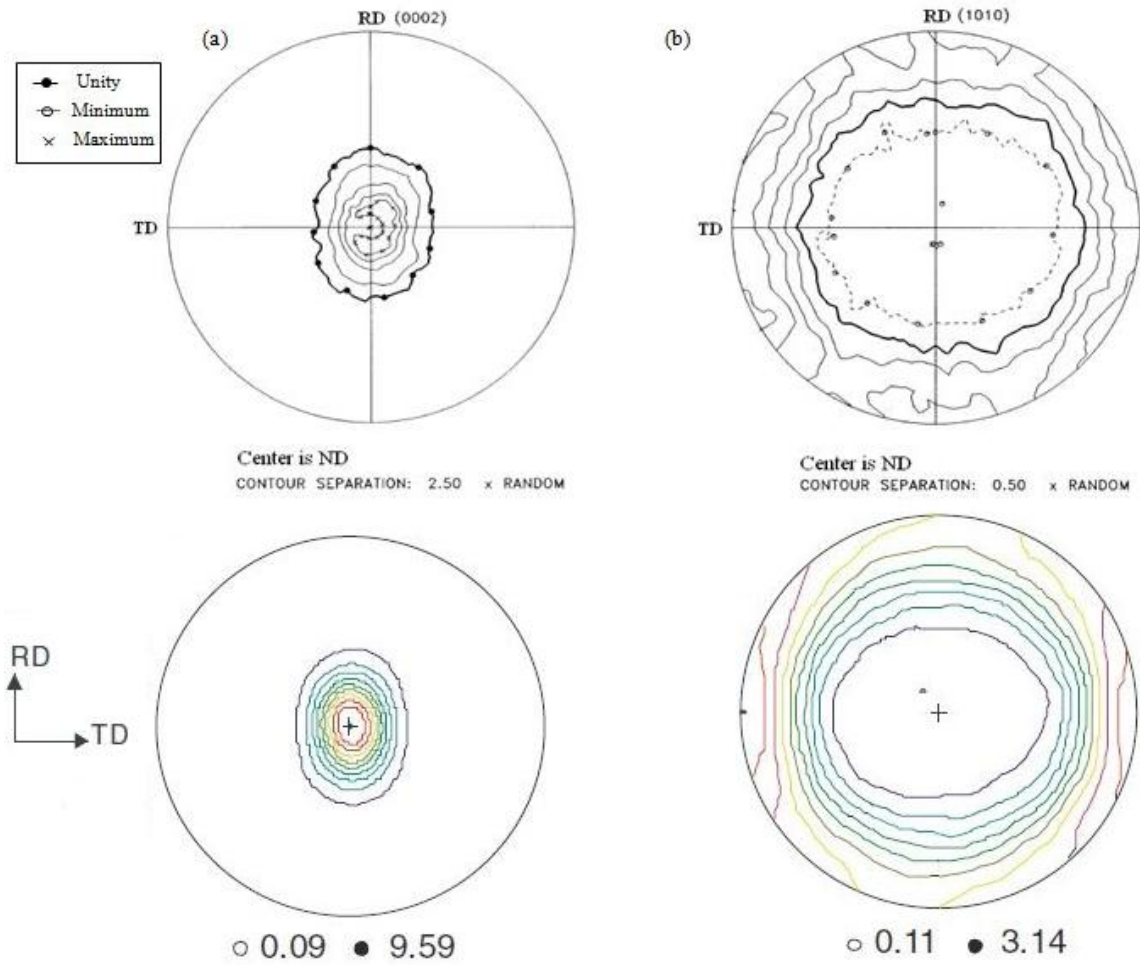 RD (0002)
(a)
Unity
Minimum
Maximum
TD
Center is ND
CONTOUR SEPARATION: 2.50 x RANDOM
RD (1010)
(b)
TD
Center is ND
CONTOUR SEPARATION: 0.50 x RANDOM
RD
TD
0.09 9.59
0.11 3.14